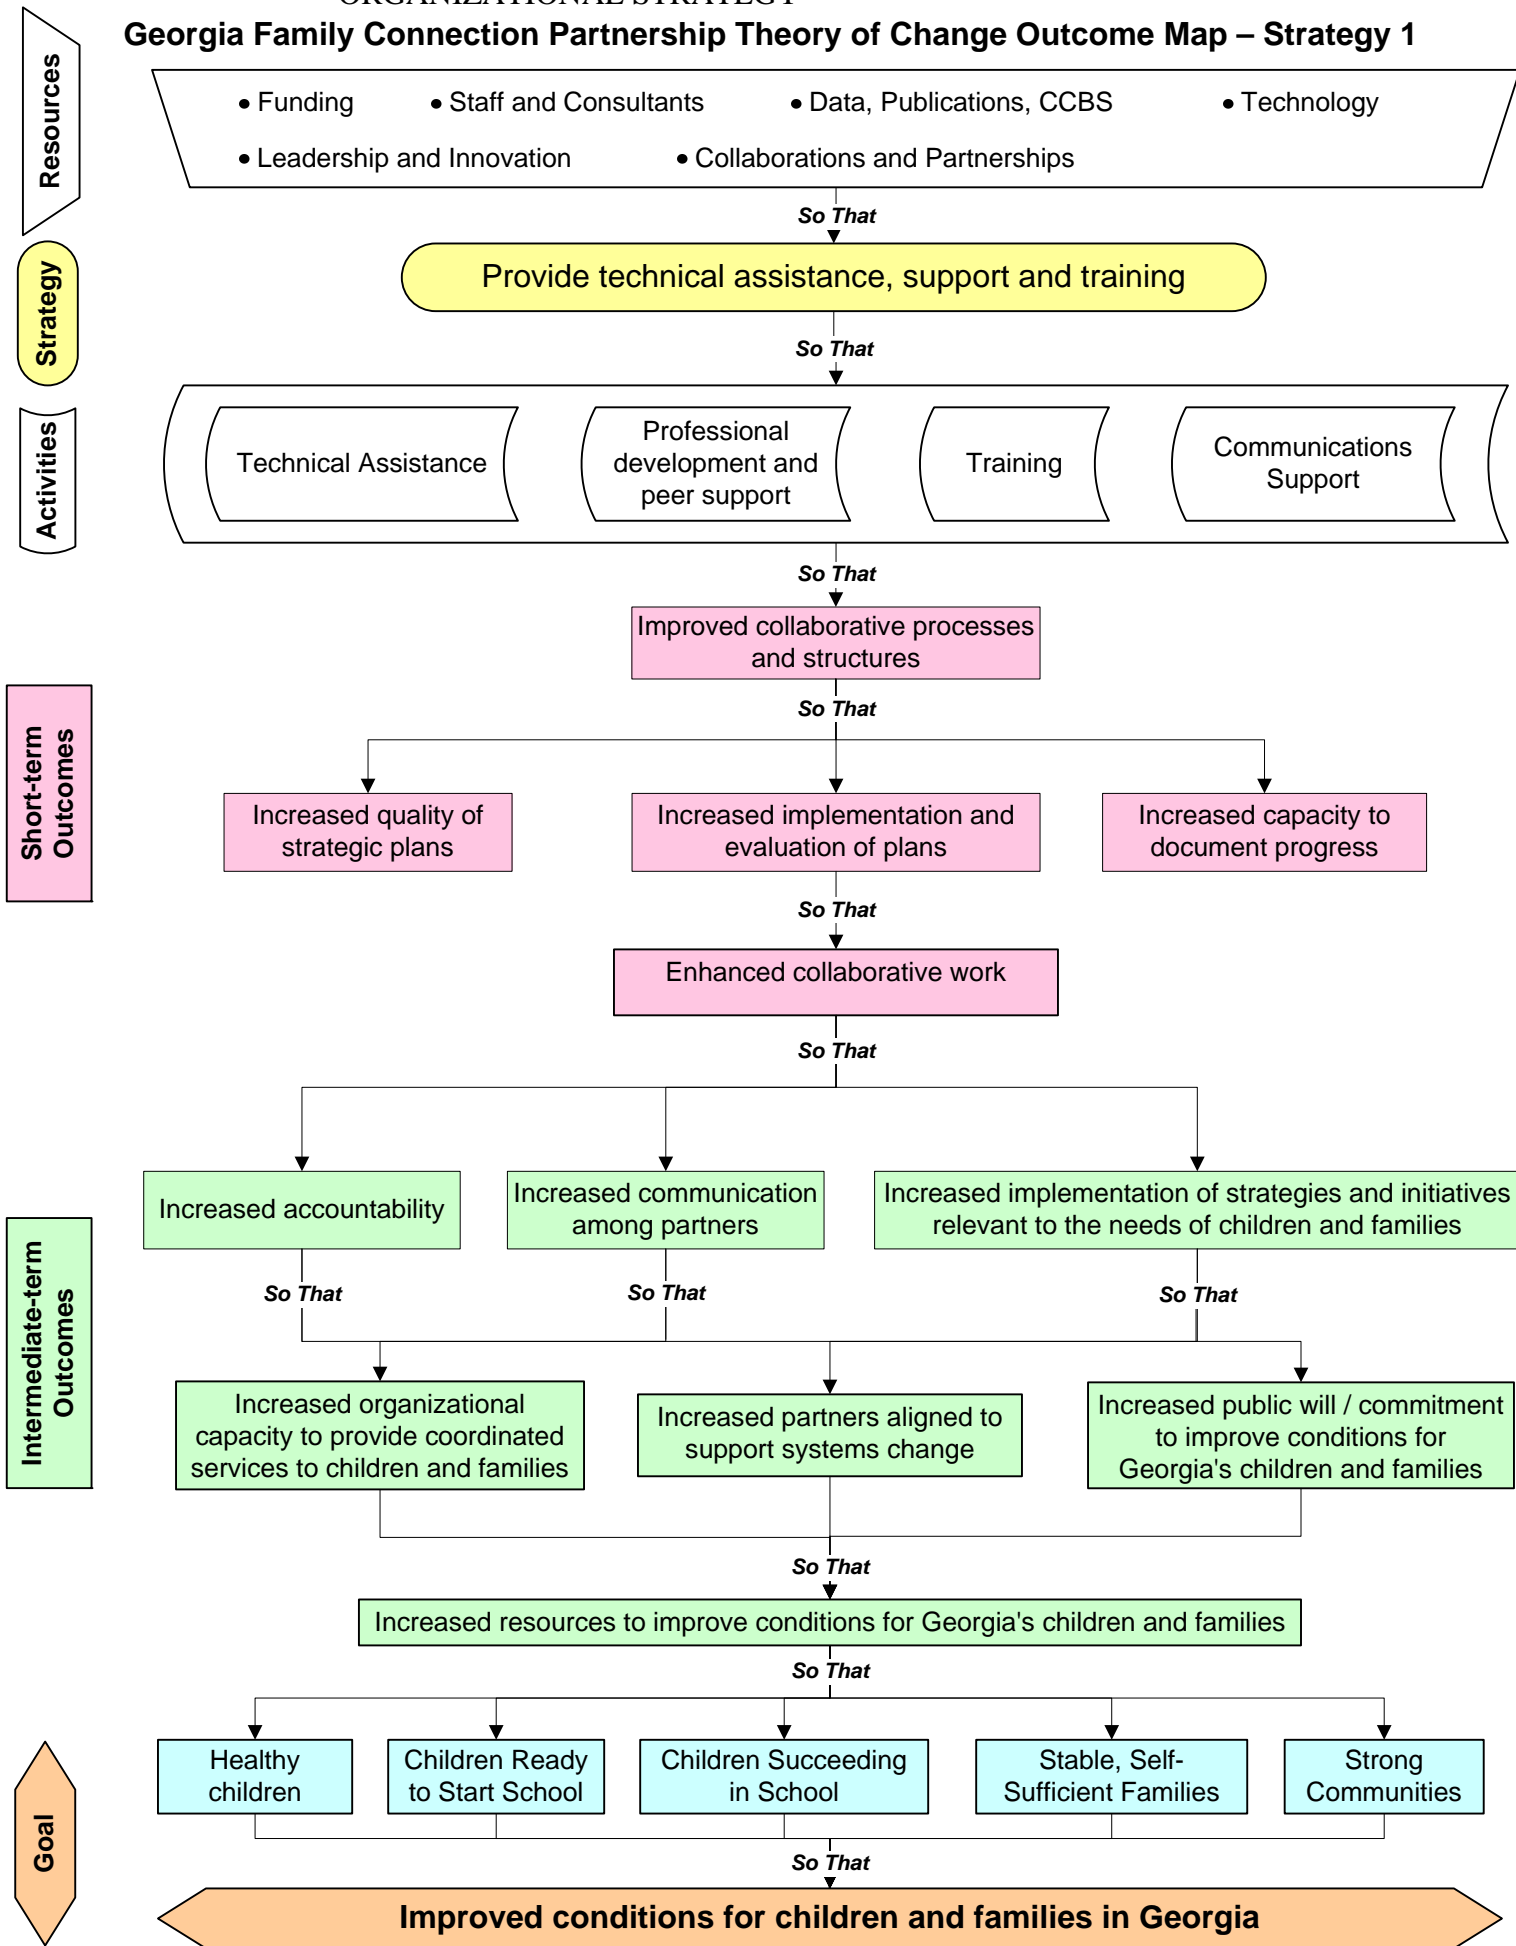 ORGANIZATIONAL STRATEGY
Georgia Family Connection Partnership Theory of Change Outcome Map – Strategy 1
Resources
• Funding
• Staff and Consultants
• Data, Publications, CCBS
• Technology
• Leadership and Innovation
• Collaborations and Partnerships
So That
Strategy
Provide technical assistance, support and training
So That
Activities
Technical Assistance
Professional
development and
peer support
Training
Communications
Support
So That
Improved collaborative processes
and structures
So That
Short-term
Outcomes
Increased quality of
strategic plans
Increased implementation and
evaluation of plans
Increased capacity to
document progress
So That
Enhanced collaborative work
So That
Intermediate-term
Outcomes
Increased accountability
Increased communication
among partners
Increased implementation of strategies and initiatives
relevant to the needs of children and families
So That
So That
So That
Increased organizational
capacity to provide coordinated
services to children and families
Increased partners aligned to
support systems change
Increased public will / commitment
to improve conditions for
Georgia's children and families
So That
Increased resources to improve conditions for Georgia's children and families
So That
Goal
Healthy
children
Children Ready
to Start School
Children Succeeding
in School
Stable, Self-
Sufficient Families
Strong
Communities
So That
Improved conditions for children and families in Georgia